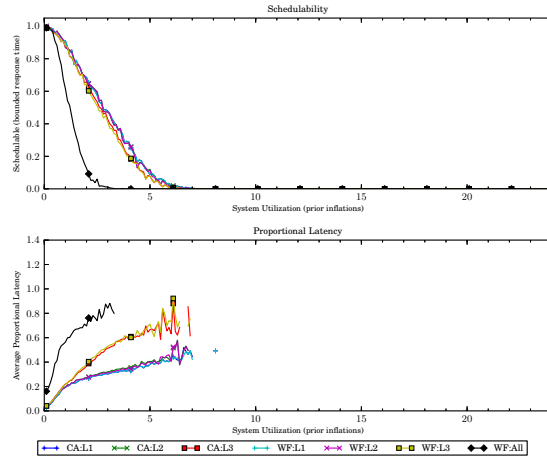 Schedulability
Schedulable (bounded response time)
1.0
0.8
0.6
0.4
0.2
0.0
0 5 10 15 20
System Utilization (prior inflations)
Proportional Latency
Average Proportional Latency
1.4
1.2
1.0
0.8
0.6
0.4
0.2
0.0
0 5 10 15 20
System Utilization (prior inflations)
CA:L1 CA:L2 CA:L3 WF:L1 WF:L2 WF:L3 WF:All